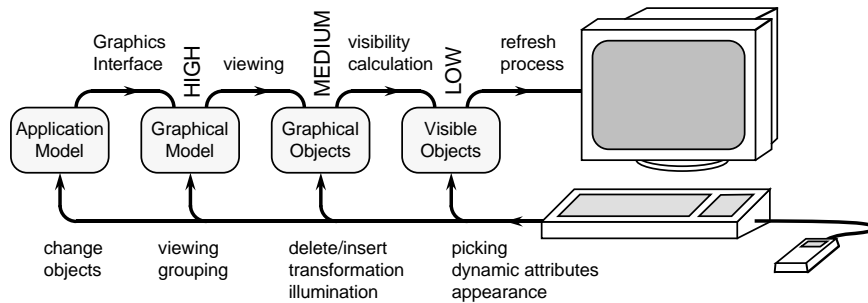 Graphics
Interface
HIGH
viewing
MEDIUM
visibility
calculation
LOW
refresh
process
Application
Model
Graphical
Model
Graphical
Objects
Visible
Objects
change
objects
viewing
grouping
delete/insert
transformation
illumination
picking
dynamic attributes
appearance